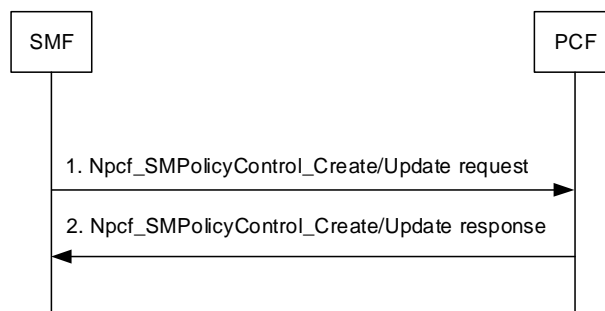 SMF
PCF
1. Npcf_SMPolicyControl_Create/Update request
2. Npcf_SMPolicyControl_Create/Update response